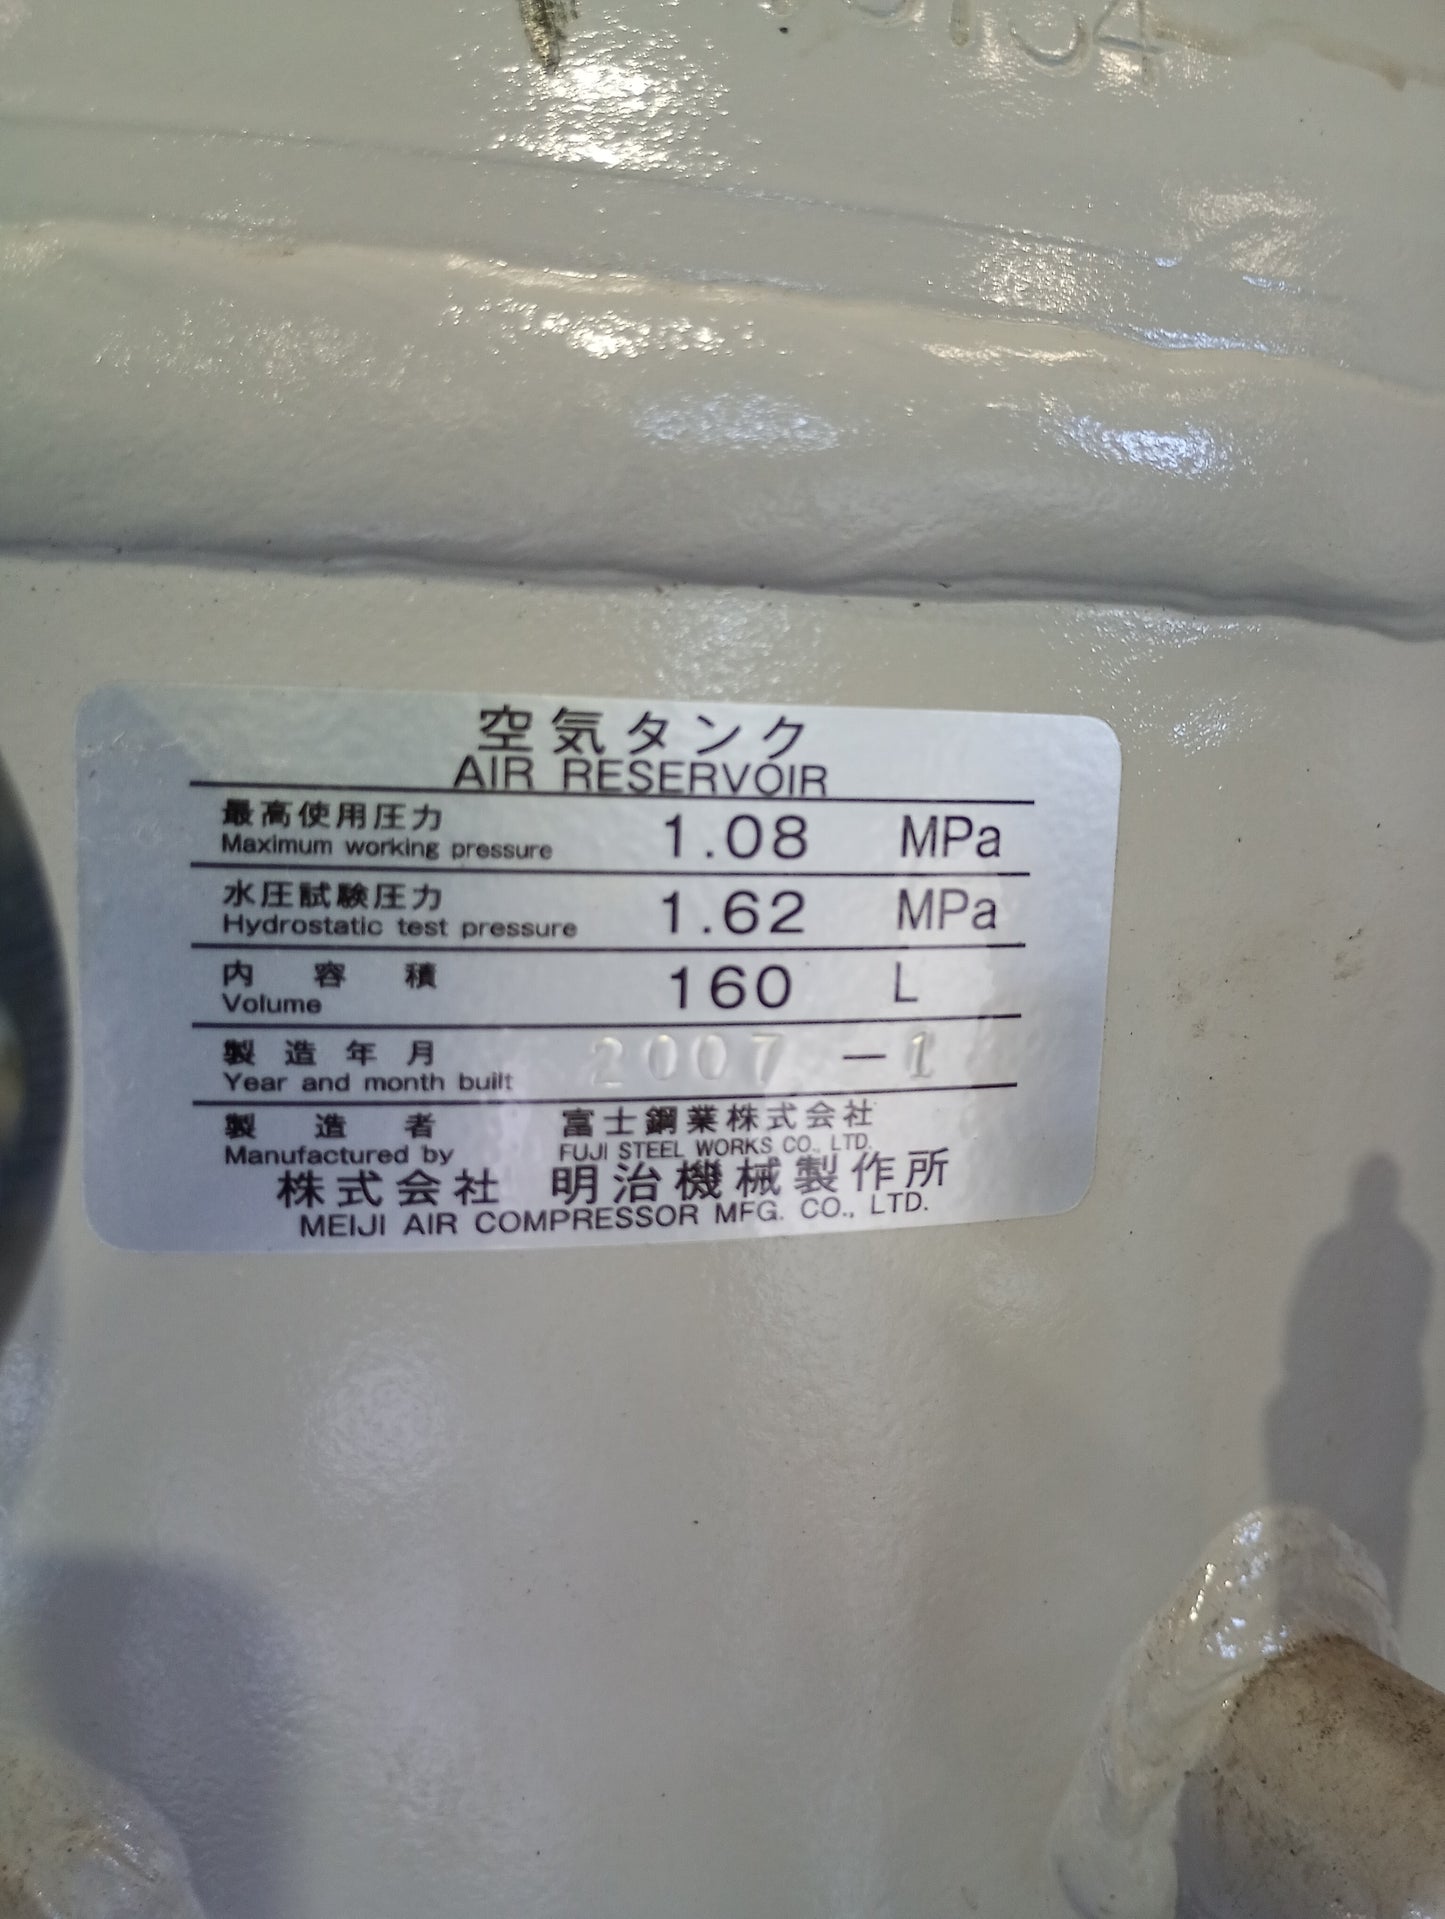 空気タンク
AIR RESERVOIR
最高使用圧力
Maximum working pressure 1.08 MPa
水圧試験圧力
Hydrostatic test pressure 1.62 MPa
内容積
Volume 160 L
製造年月
Year and month built 2007 - 1
製造者 富士鋼業株式会社
Manufactured by FUJI STEEL WORKS CO., LTD.
株式会社 明治機械製作所
MEIJI AIR COMPRESSOR MFG. CO., LTD.